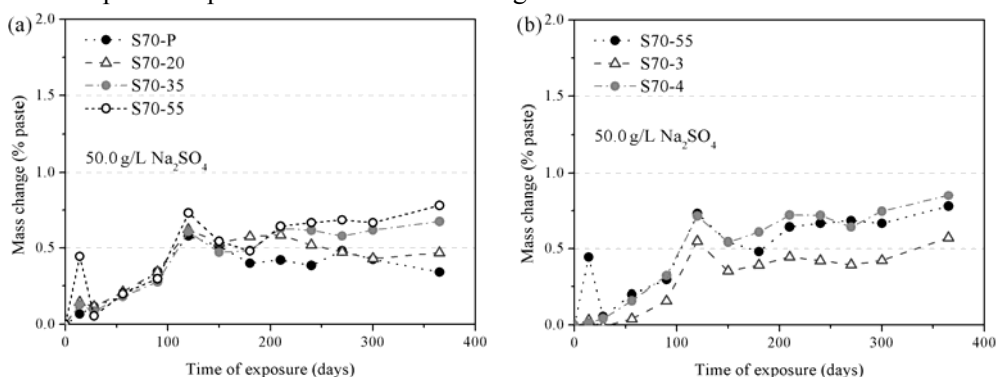 (a)
2.0
1.5
1.0
0.5
0.0
Mass change (% paste)
S70-P
S70-20
S70-35
S70-55
50.0 g/L Na₂SO₄
0 100 200 300 400
Time of exposure (days)
(b)
2.0
1.5
1.0
0.5
0.0
Mass change (% paste)
S70-55
S70-3
S70-4
50.0 g/L Na₂SO₄
0 100 200 300 400
Time of exposure (days)